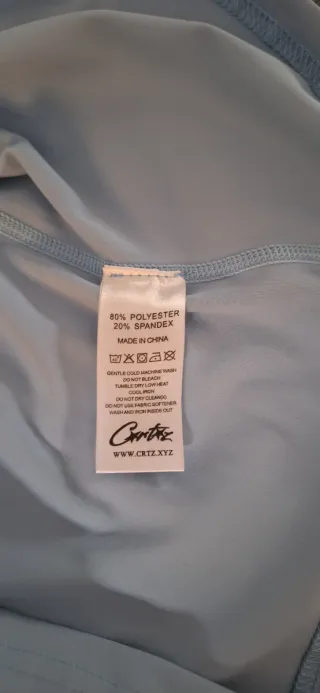 80% POLYESTER
20% SPANDEX
MADE IN CHINA
GENTLE COLD MACHINE WASH
DO NOT BLEACH
TUMBLE DRY LOW HEAT
COOL IRON
DO NOT DRY CLEAN
DO NOT USE FABRIC SOFTENER
WASH AND IRON INSIDE OUT
Crtz
WWW.CRTZ.XYZ